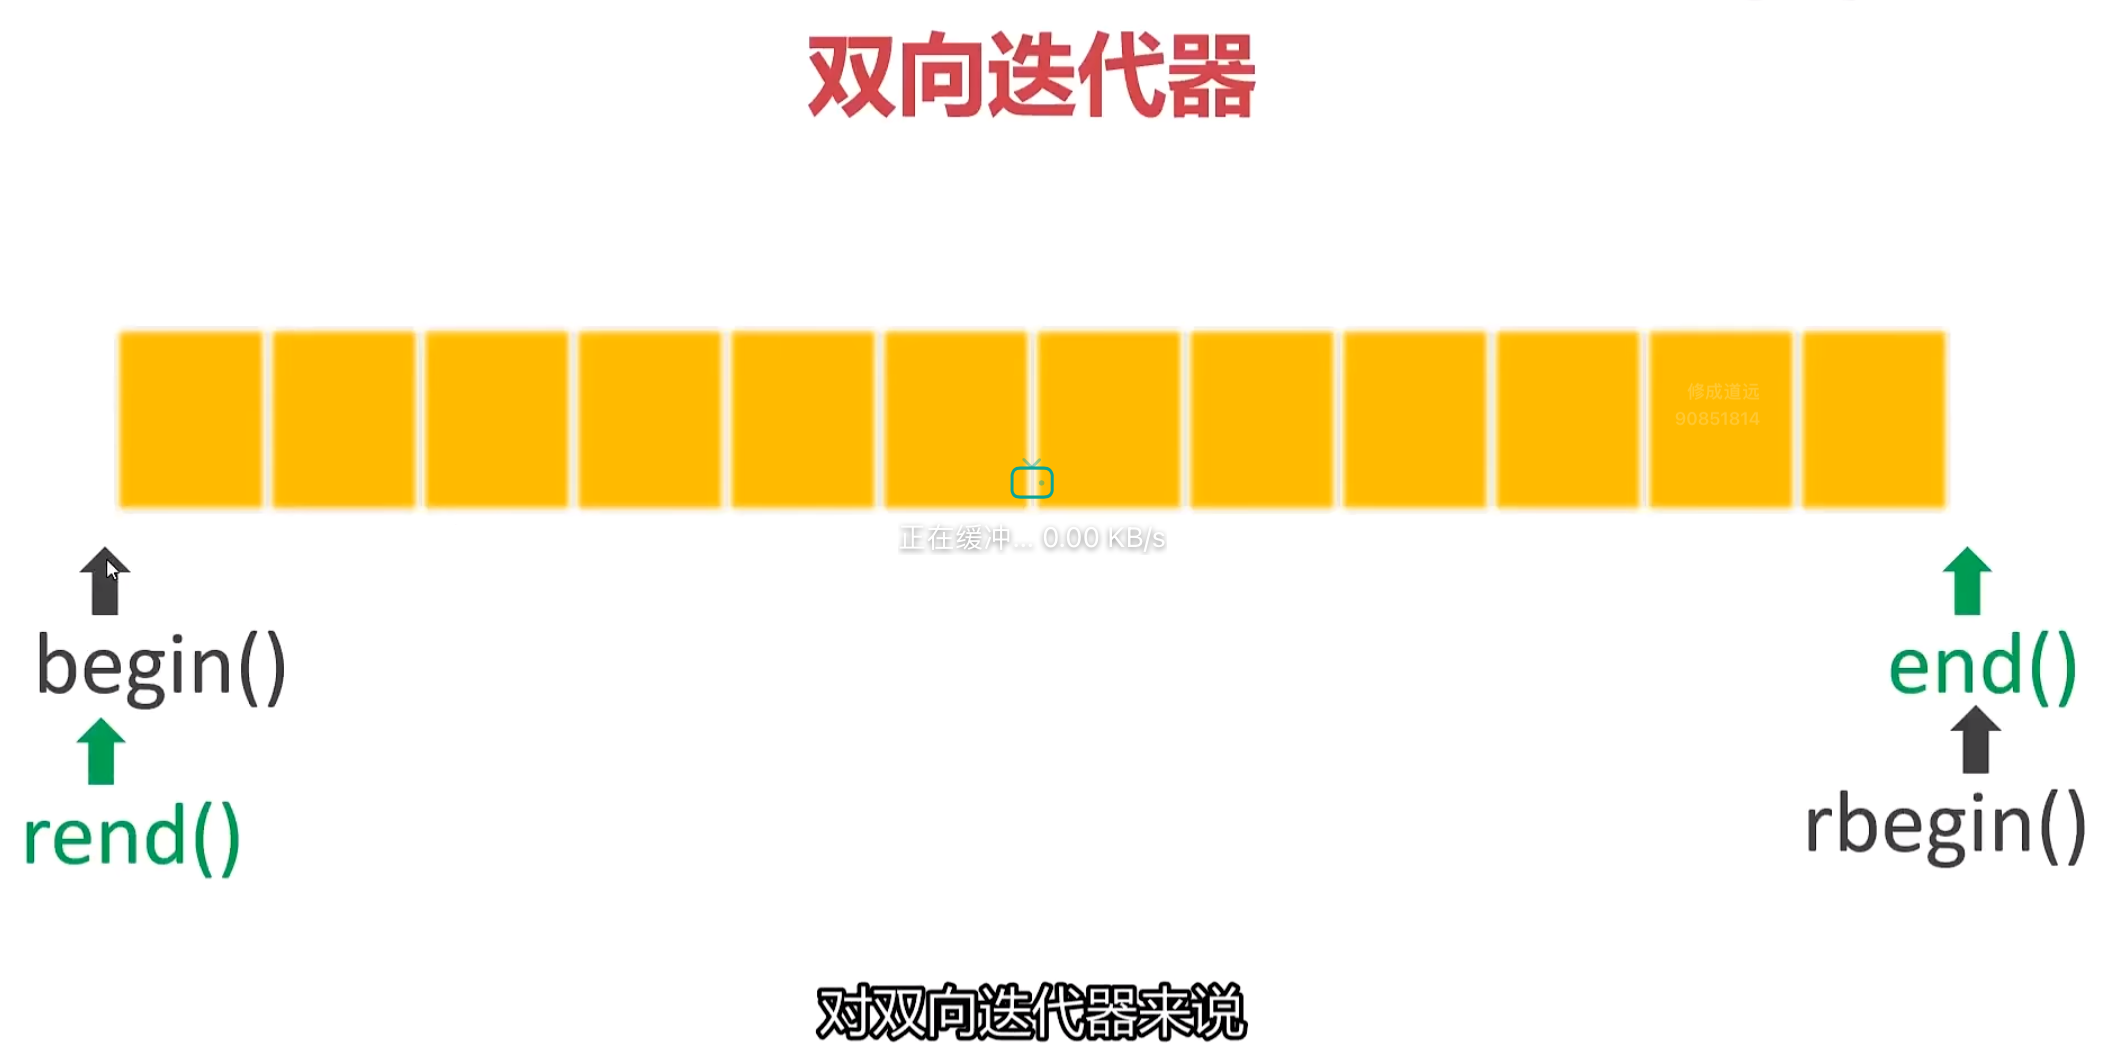 双向迭代器
修成道远
90851814
正在缓冲... 0.00 KB/s
begin()
end()
rend()
rbegin()
对双向迭代器来说